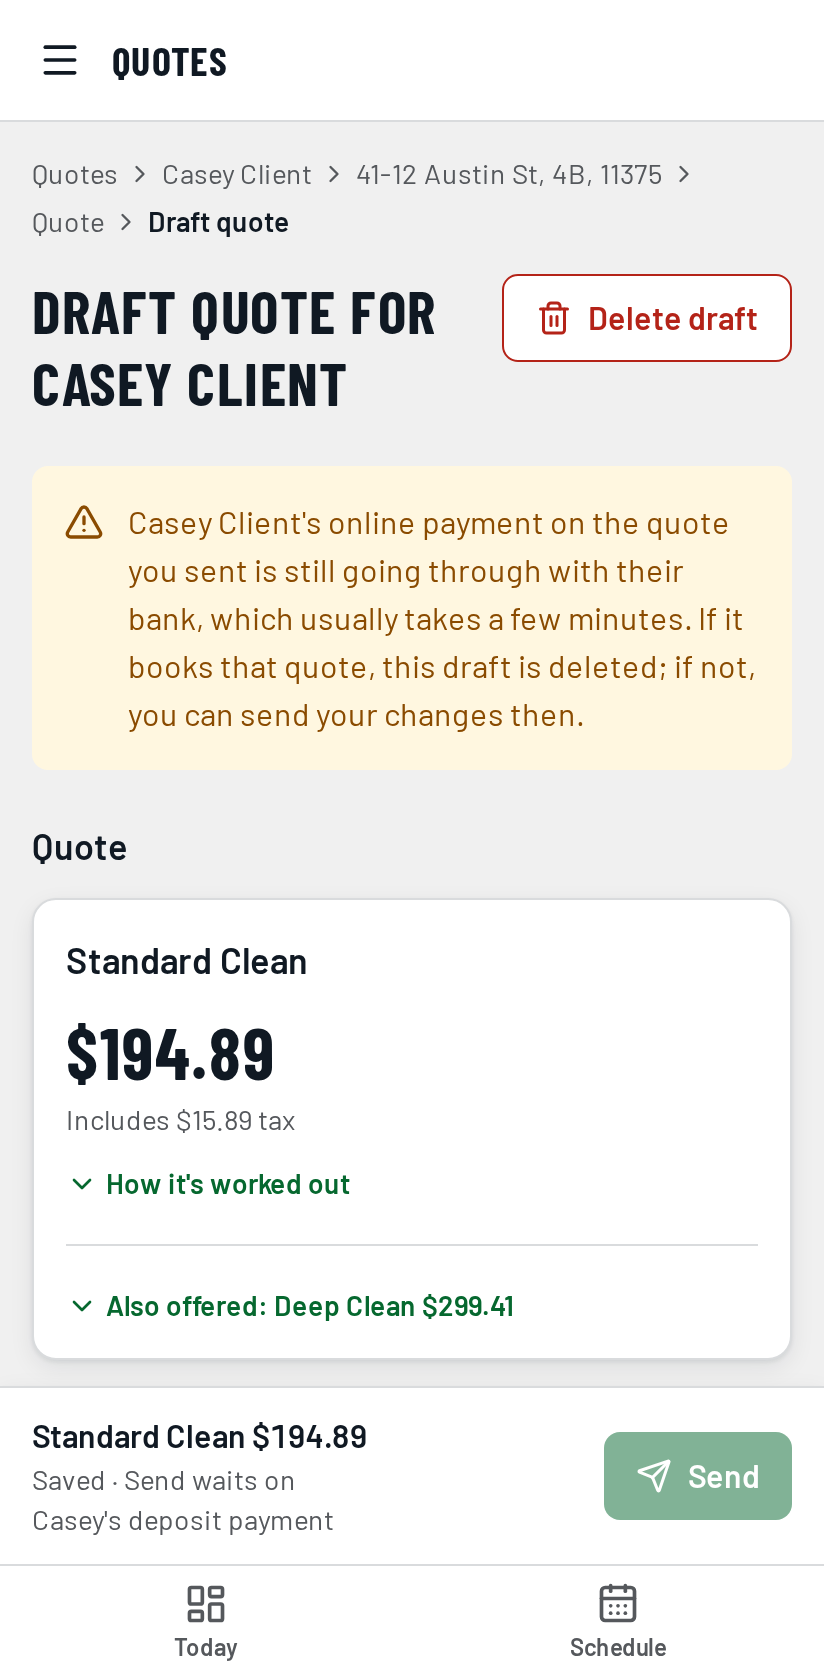 QUOTES
Quotes > Casey Client > 41-12 Austin St, 4B, 11375 >
Quote > Draft quote
DRAFT QUOTE FOR
CASEY CLIENT
Delete draft
Casey Client's online payment on the quote
you sent is still going through with their
bank, which usually takes a few minutes. If it
books that quote, this draft is deleted; if not,
you can send your changes then.
Quote
Standard Clean
$194.89
Includes $15.89 tax
How it's worked out
Also offered: Deep Clean $299.41
Standard Clean $194.89
Saved · Send waits on
Casey's deposit payment
Send
Today
Schedule